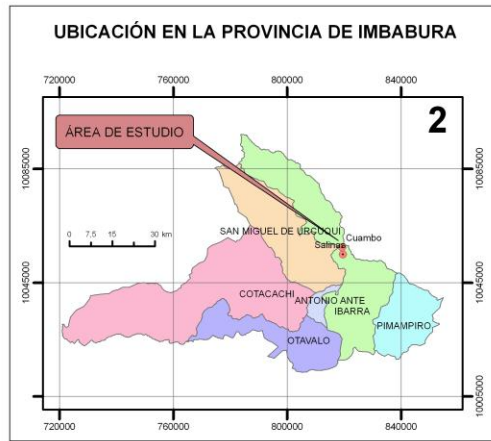 UBICACIÓN EN LA PROVINCIA DE IMBABURA
720000 7600000 800000 840000
2
ÁREA DE ESTUDIO
10085000 10085000
SAN MIGUEL DE URCUQUÍ
Cuambo
Salinas
0 7,5 15 30 km
10045000 10045000
COTACACHI
ANTONIO ANTE
IBARRA
PIMAMPIRO
OTAVALO
10005000 10005000
720000 7600000 800000 840000